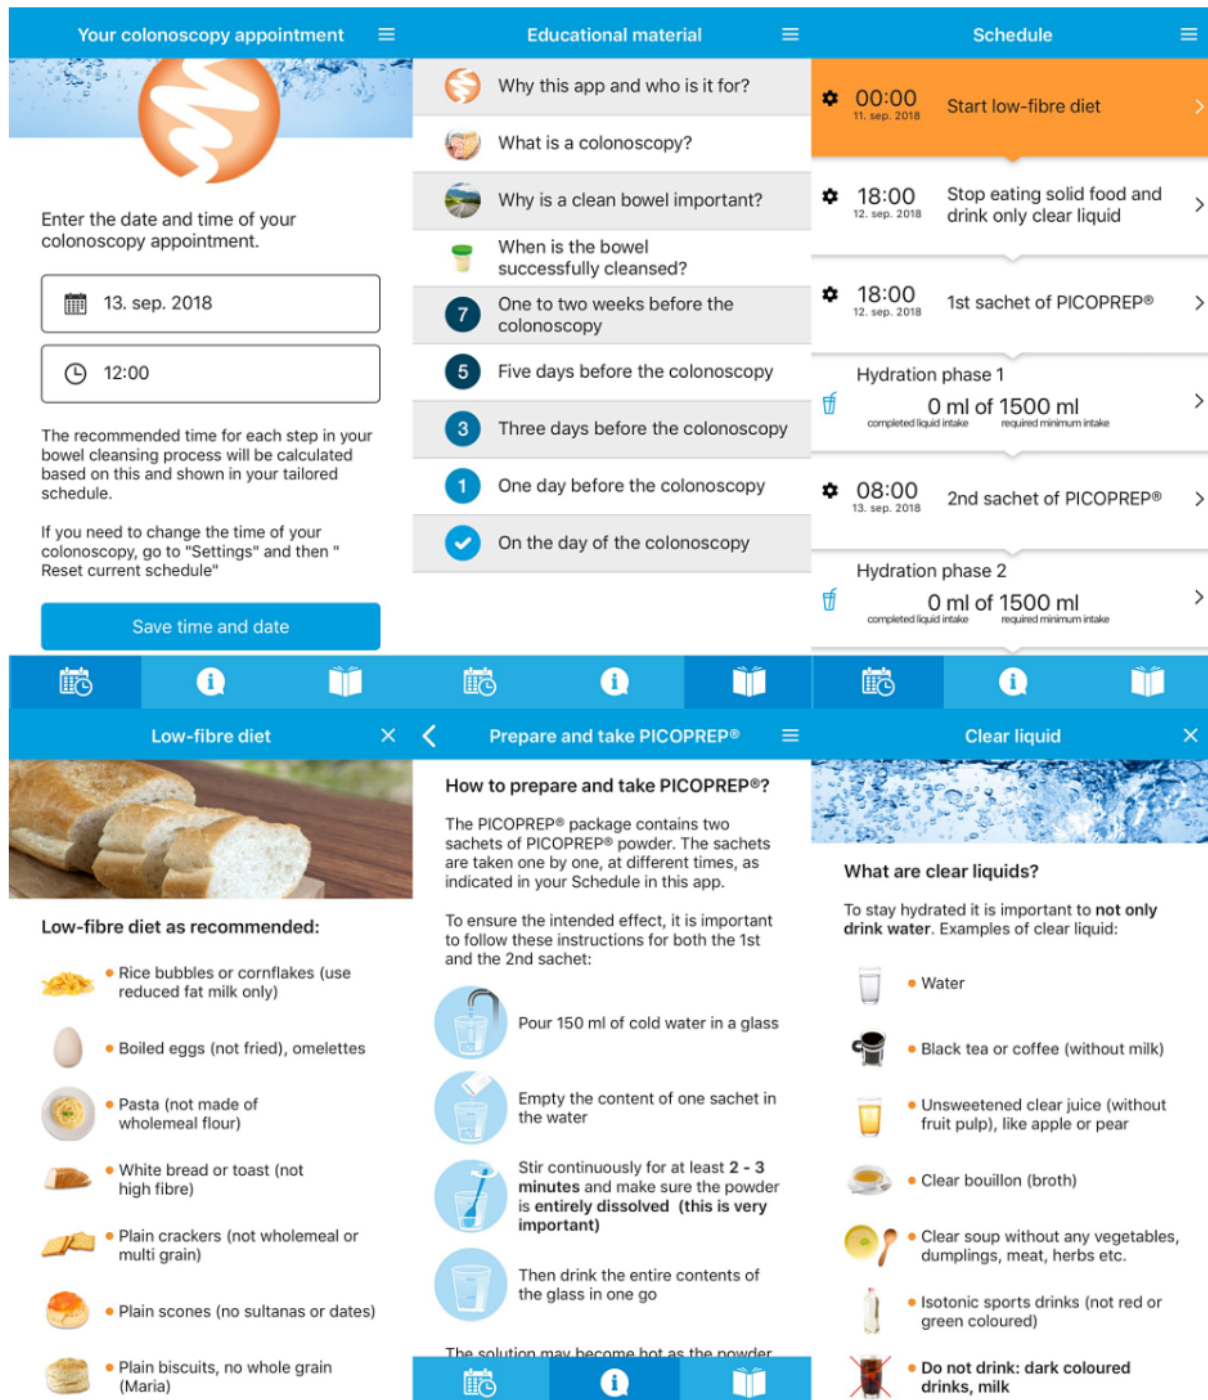 Your colonoscopy appointment
Enter the date and time of your
colonoscopy appointment.
13. sep. 2018
12:00
The recommended time for each step in your
bowel cleansing process will be calculated
based on this and shown in your tailored
schedule.
If you need to change the time of your
colonoscopy, go to "Settings" and then "
Reset current schedule"
Save time and date
Educational material
Why this app and who is it for?
What is a colonoscopy?
Why is a clean bowel important?
When is the bowel
successfully cleansed?
7 One to two weeks before the
colonoscopy
5 Five days before the colonoscopy
3 Three days before the colonoscopy
1 One day before the colonoscopy
On the day of the colonoscopy
Schedule
00:00 Start low-fibre diet
11. sep. 2018
18:00 Stop eating solid food and
12. sep. 2018 drink only clear liquid
18:00 1st sachet of PICOPREP®
12. sep. 2018
Hydration phase 1
0 ml of 1500 ml
completed liquid intake required minimum intake
08:00 2nd sachet of PICOPREP®
13. sep. 2018
Hydration phase 2
0 ml of 1500 ml
completed liquid intake required minimum intake
Low-fibre diet
Low-fibre diet as recommended:
Rice bubbles or cornflakes (use
reduced fat milk only)
Boiled eggs (not fried), omelettes
Pasta (not made of
wholemeal flour)
White bread or toast (not
high fibre)
Plain crackers (not wholemeal or
multi grain)
Plain scones (no sultanas or dates)
Plain biscuits, no whole grain
(Maria)
Prepare and take PICOPREP®
How to prepare and take PICOPREP®?
The PICOPREP® package contains two
sachets of PICOPREP® powder. The sachets
are taken one by one, at different times, as
indicated in your Schedule in this app.
To ensure the intended effect, it is important
to follow these instructions for both the 1st
and the 2nd sachet:
Pour 150 ml of cold water in a glass
Empty the content of one sachet in
the water
Stir continuously for at least 2 - 3
minutes and make sure the powder
is entirely dissolved (this is very
important)
Then drink the entire contents of
the glass in one go
The solution may become hot as the powder
Clear liquid
What are clear liquids?
To stay hydrated it is important to not only
drink water. Examples of clear liquid:
Water
Black tea or coffee (without milk)
Unsweetened clear juice (without
fruit pulp), like apple or pear
Clear bouillon (broth)
Clear soup without any vegetables,
dumplings, meat, herbs etc.
Isotonic sports drinks (not red or
green coloured)
Do not drink: dark coloured
drinks, milk